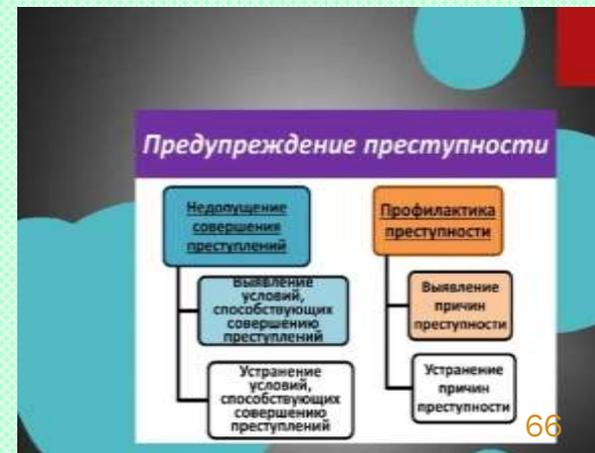 Предупреждение преступности
Недопущение
совершения
преступлений
Выявление
условий,
способствующих
совершению
преступлений
Устранение
условий,
способствующих
совершению
преступлений
Профилактика
преступности
Выявление
причин
преступности
Устранение
причин
преступности
66